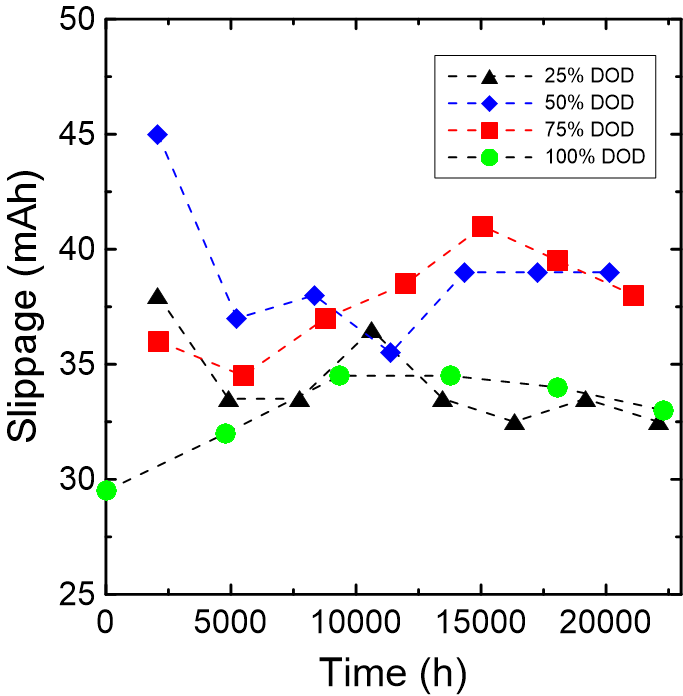 50
45
40
35
30
25
Slippage (mAh)
25% DOD
50% DOD
75% DOD
100% DOD
0 5000 10000 15000 20000
Time (h)